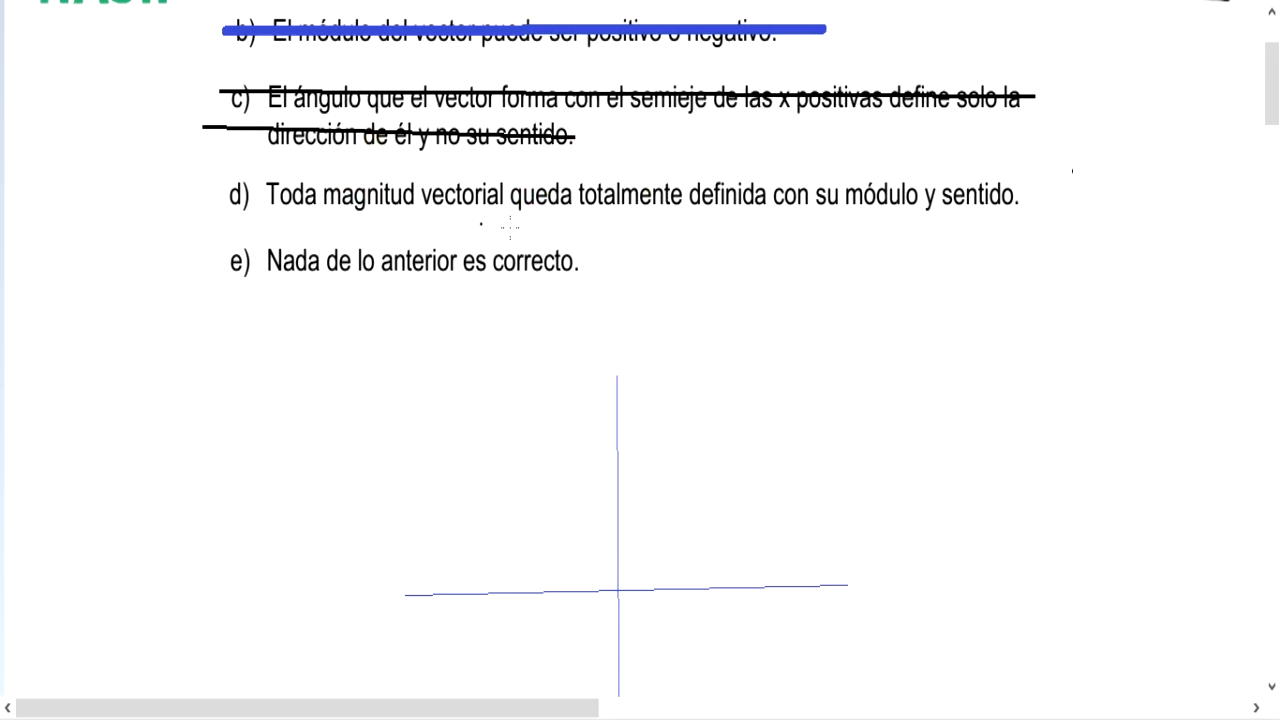 b) El módulo del vector puede ser positivo o negativo.
c) El ángulo que el vector forma con el semieje de las x positivas define solo la
dirección de él y no su sentido.
d) Toda magnitud vectorial queda totalmente definida con su módulo y sentido.
e) Nada de lo anterior es correcto.